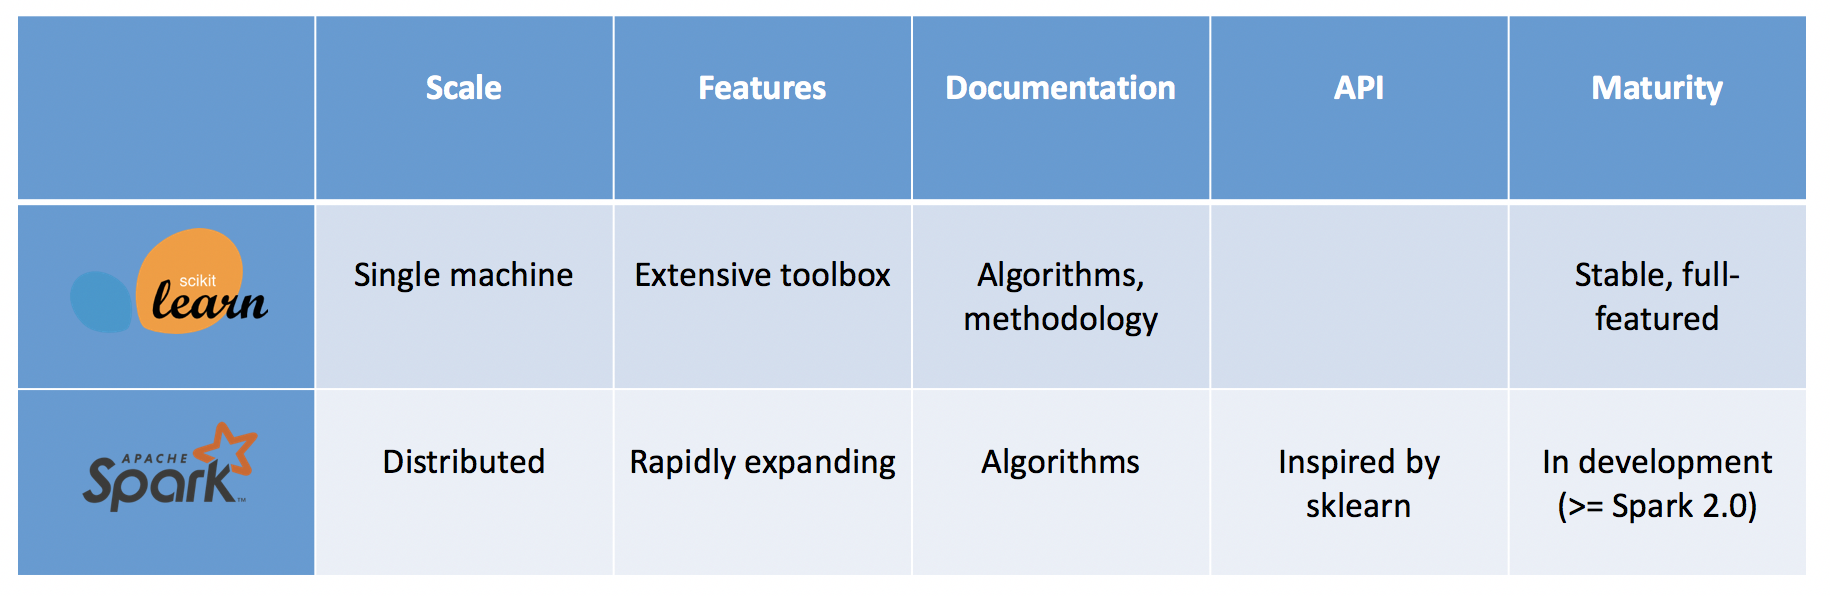 Scale
Features
Documentation
API
Maturity
scikit
learn
Single machine
Extensive toolbox
Algorithms,
methodology
Stable, full-
featured
APACHE
Spark™
Distributed
Rapidly expanding
Algorithms
Inspired by
sklearn
In development
(>= Spark 2.0)